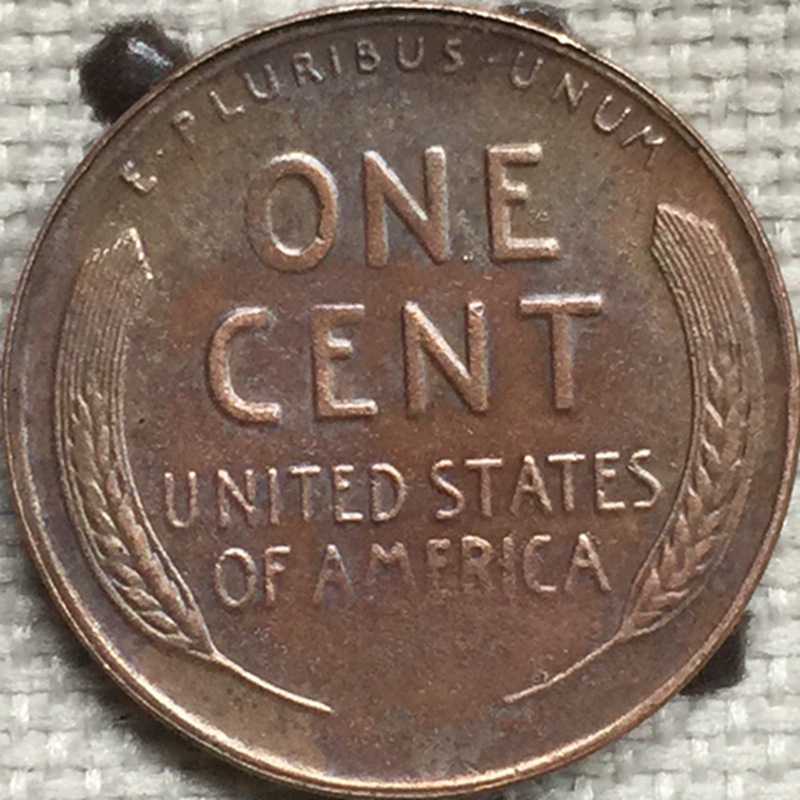 E · PLURIBUS · UNUM
ONE
CENT
UNITED STATES
OF AMERICA